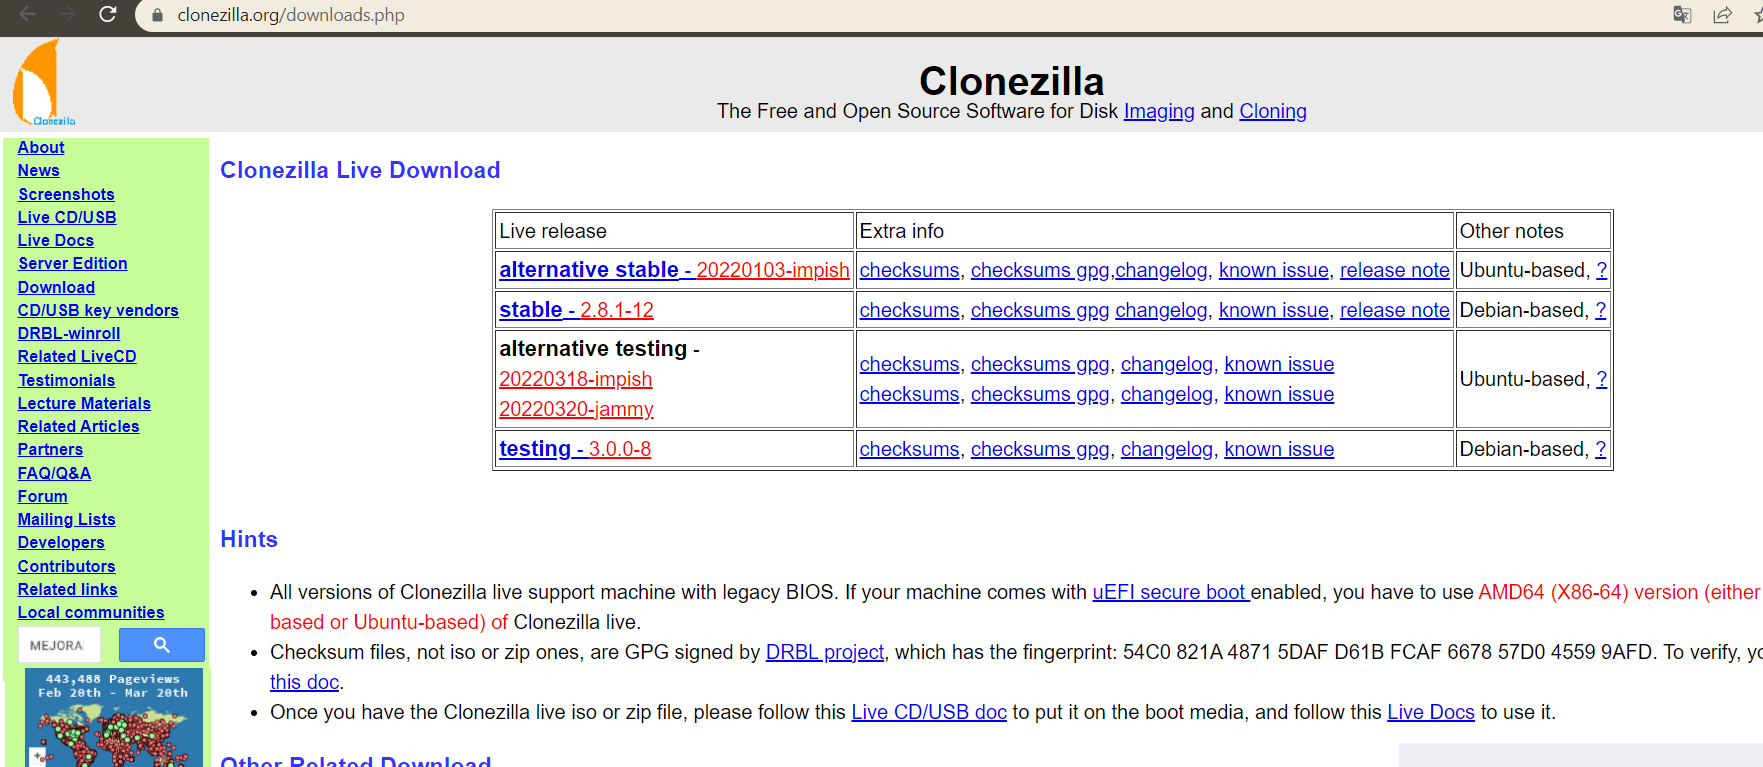 clonezilla.org/downloads.php
Clonezilla
Clonezilla
The Free and Open Source Software for Disk Imaging and Cloning
About
News
Screenshots
Live CD/USB
Live Docs
Server Edition
Download
CD/USB key vendors
DRBL-winroll
Related LiveCD
Testimonials
Lecture Materials
Related Articles
Partners
FAQ/Q&A
Forum
Mailing Lists
Developers
Contributors
Related links
Local communities
MEJORA
443,488 Pageviews
Feb 20th - Mar 20th
Clonezilla Live Download
Live release Extra info Other notes
alternative stable - 20220103-impish checksums, checksums gpg,changelog, known issue, release note Ubuntu-based, ?
stable - 2.8.1-12 checksums, checksums gpg changelog, known issue, release note Debian-based, ?
alternative testing -
20220318-impish checksums, checksums gpg, changelog, known issue
20220320-jammy checksums, checksums gpg, changelog, known issue
Ubuntu-based, ?
testing - 3.0.0-8 checksums, checksums gpg, changelog, known issue Debian-based, ?
Hints
• All versions of Clonezilla live support machine with legacy BIOS. If your machine comes with uEFI secure boot enabled, you have to use AMD64 (X86-64) version (either
based or Ubuntu-based) of Clonezilla live.
• Checksum files, not iso or zip ones, are GPG signed by DRBL project, which has the fingerprint: 54C0 821A 4871 5DAF D61B FCAF 6678 57D0 4559 9AFD. To verify,
this doc.
• Once you have the Clonezilla live iso or zip file, please follow this Live CD/USB doc to put it on the boot media, and follow this Live Docs to use it.
Other Related Download